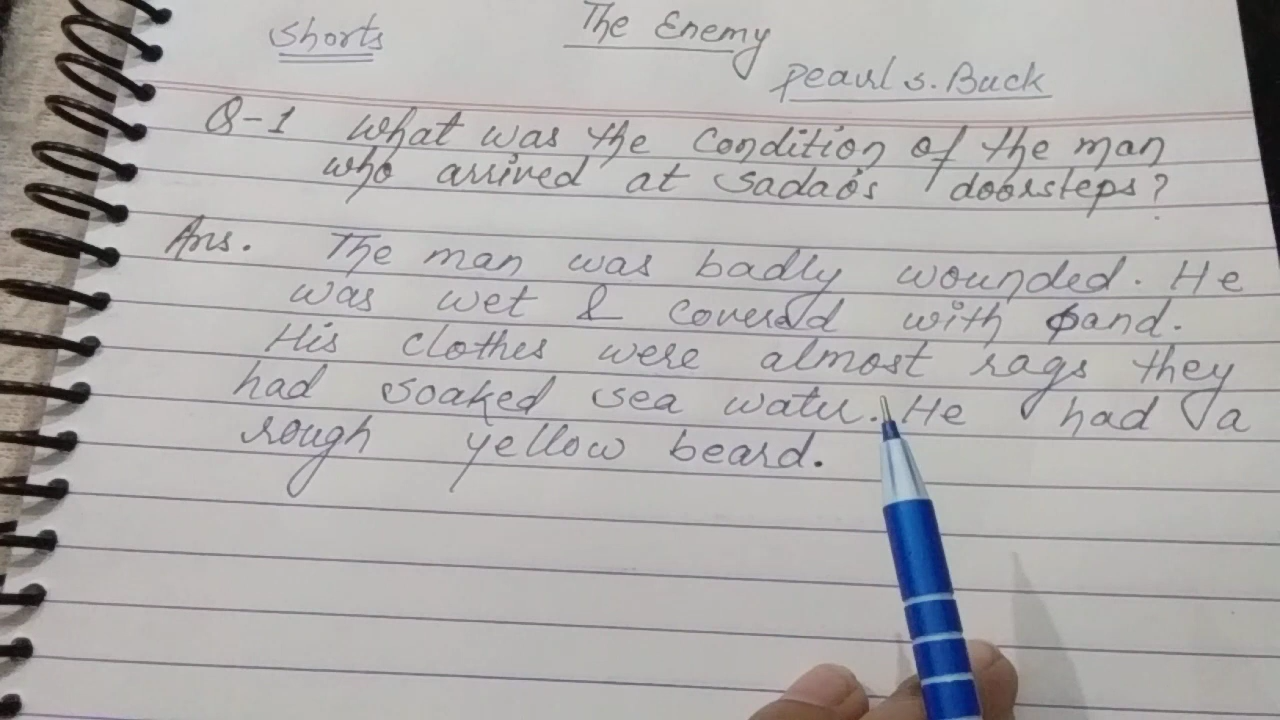 Shorts
The Enemy
Pearl S. Buck
Q-1 What was the Condition of the man
who arrived at Sadao's doorsteps?
Ans. The man was badly wounded. He
was wet & covered with sand.
His clothes were almost rags they
had soaked sea water. He had a
rough yellow beard.